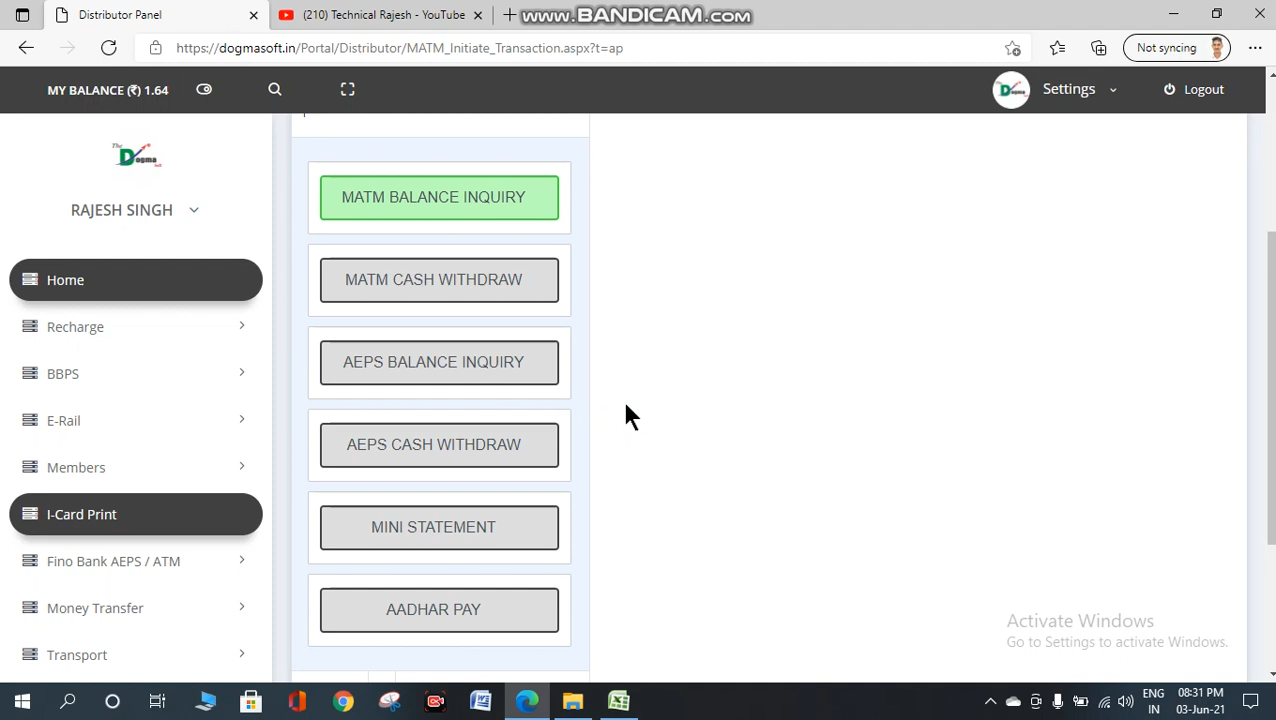 Distributor Panel
(210) Technical Rajesh - YouTube
www.BANDICAM.com
https://dogmasoft.in/Portal/Distributor/MATM_Initiate_Transaction.aspx?t=ap
Not syncing
MY BALANCE (₹) 1.64
Settings
Logout
The Dogma Soft
RAJESH SINGH
Home
Recharge
BBPS
E-Rail
Members
I-Card Print
Fino Bank AEPS / ATM
Money Transfer
Transport
MATM BALANCE INQUIRY
MATM CASH WITHDRAW
AEPS BALANCE INQUIRY
AEPS CASH WITHDRAW
MINI STATEMENT
AADHAR PAY
Activate Windows
Go to Settings to activate Windows.
ENG
IN
08:31 PM
03-Jun-21